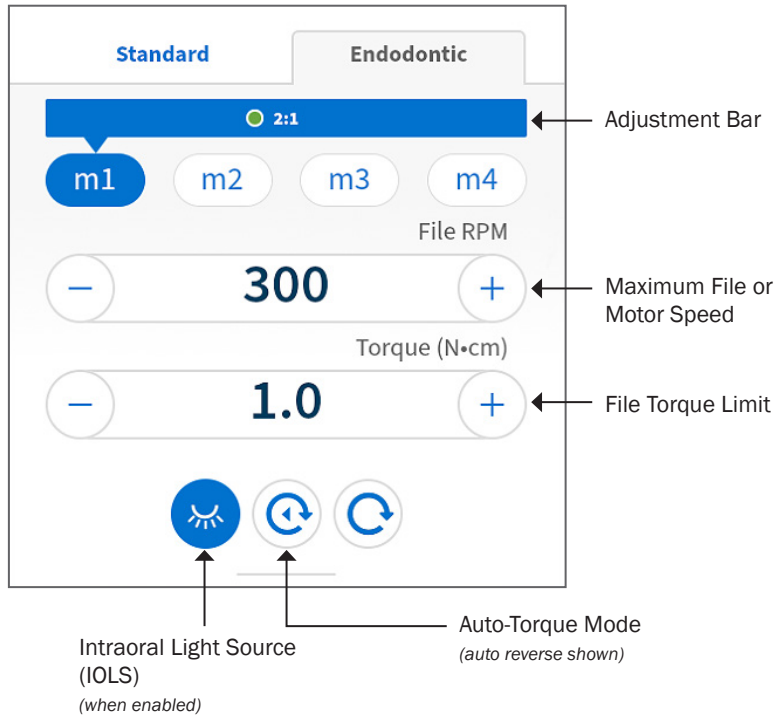 Standard Endodontic
2:1
Adjustment Bar
m1 m2 m3 m4
File RPM
− 300 +
Maximum File or
Motor Speed
Torque (N•cm)
− 1.0 +
File Torque Limit
Intraoral Light Source
(IOLS)
(when enabled)
Auto-Torque Mode
(auto reverse shown)